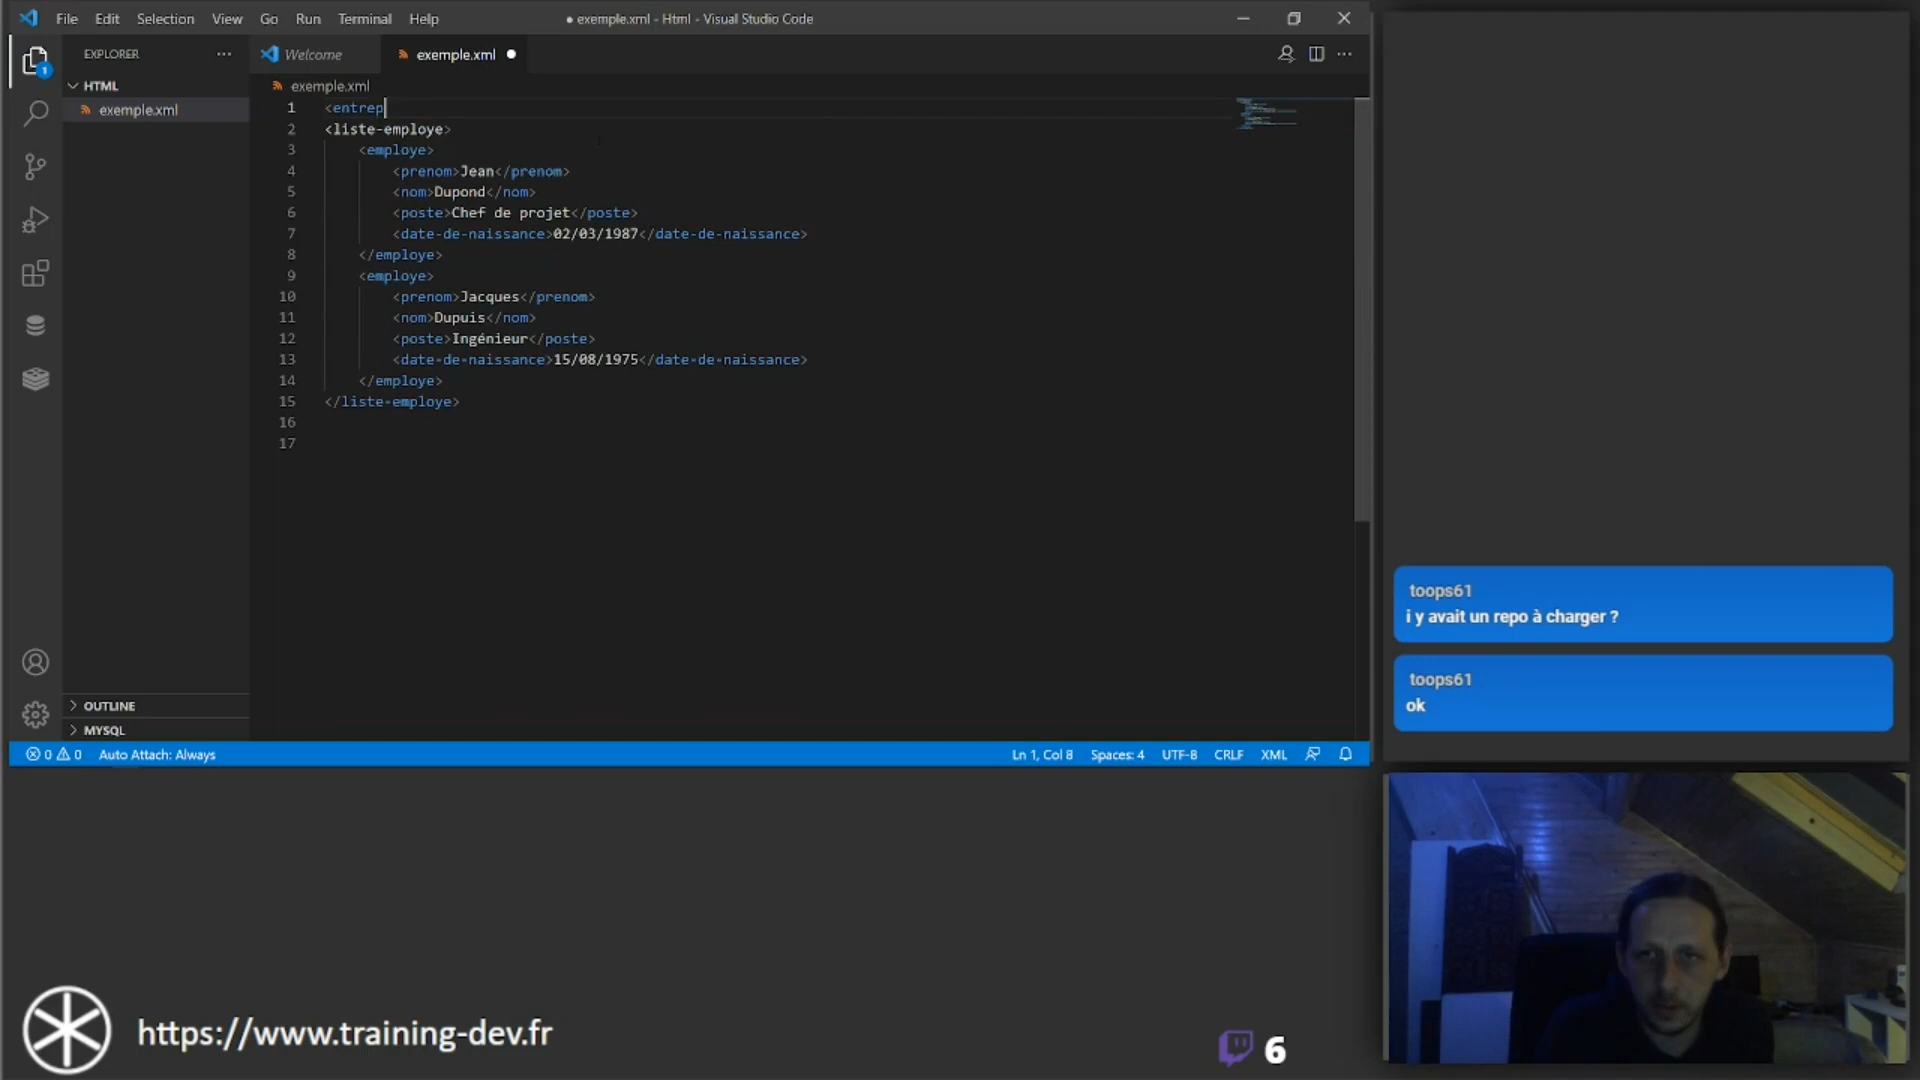 File Edit Selection View Go Run Terminal Help ● exemple.xml - Html - Visual Studio Code
EXPLORER
Welcome
exemple.xml
HTML
exemple.xml
exemple.xml
1 <entrep
2 <liste-employe>
3 <employe>
4 <prenom>Jean</prenom>
5 <nom>Dupond</nom>
6 <poste>Chef de projet</poste>
7 <date-de-naissance>02/03/1987</date-de-naissance>
8 </employe>
9 <employe>
10 <prenom>Jacques</prenom>
11 <nom>Dupuis</nom>
12 <poste>Ingénieur</poste>
13 <date-de-naissance>15/08/1975</date-de-naissance>
14 </employe>
15 </liste-employe>
16
17
1
OUTLINE
MYSQL
0 0 Auto Attach: Always Ln 1, Col 8 Spaces: 4 UTF-8 CRLF XML
toops61
i y avait un repo à charger ?
toops61
ok
https://www.training-dev.fr
6